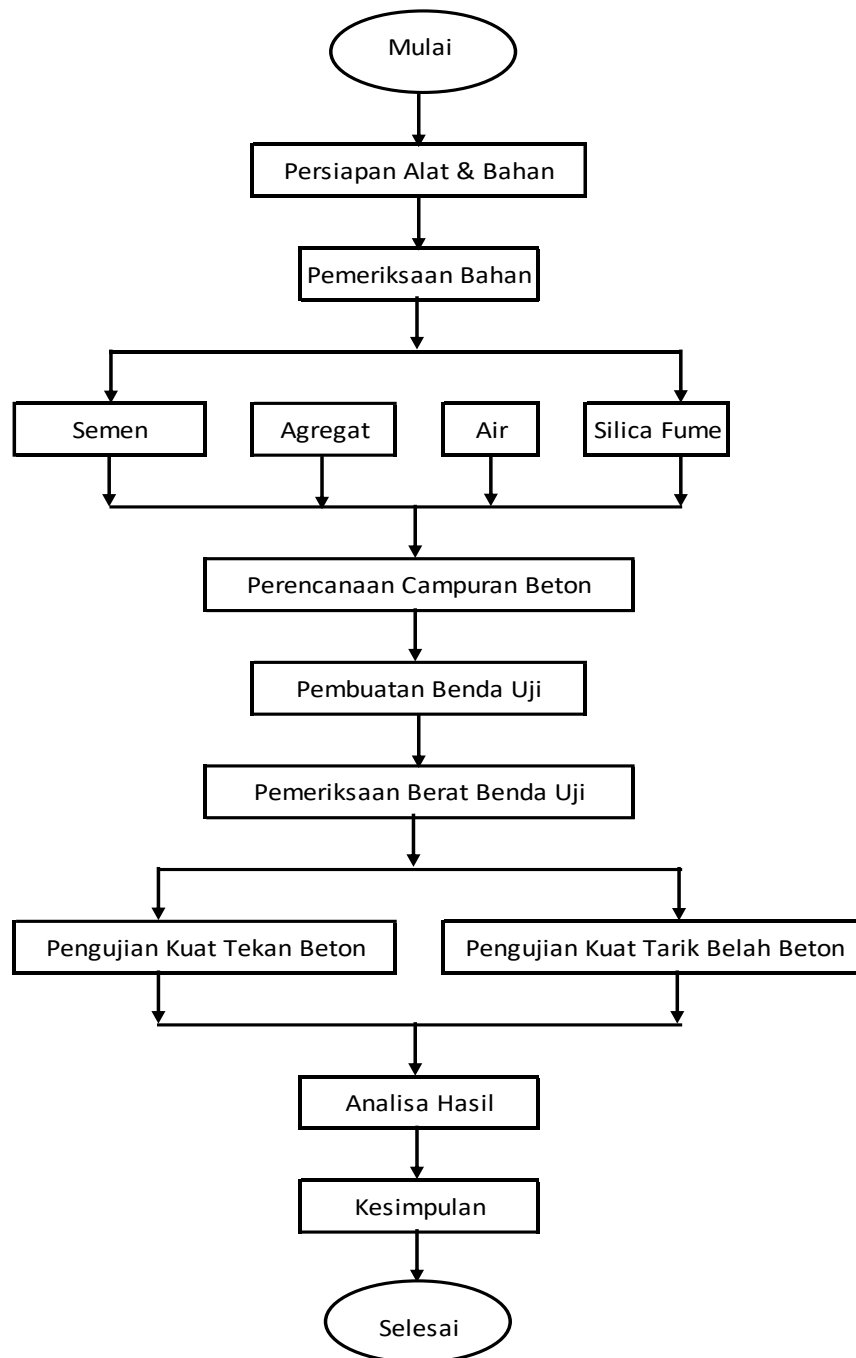 Mulai
Persiapan Alat & Bahan
Pemeriksaan Bahan
Semen
Agregat
Air
Silica Fume
Perencanaan Campuran Beton
Pembuatan Benda Uji
Pemeriksaan Berat Benda Uji
Pengujian Kuat Tekan Beton
Pengujian Kuat Tarik Belah Beton
Analisa Hasil
Kesimpulan
Selesai